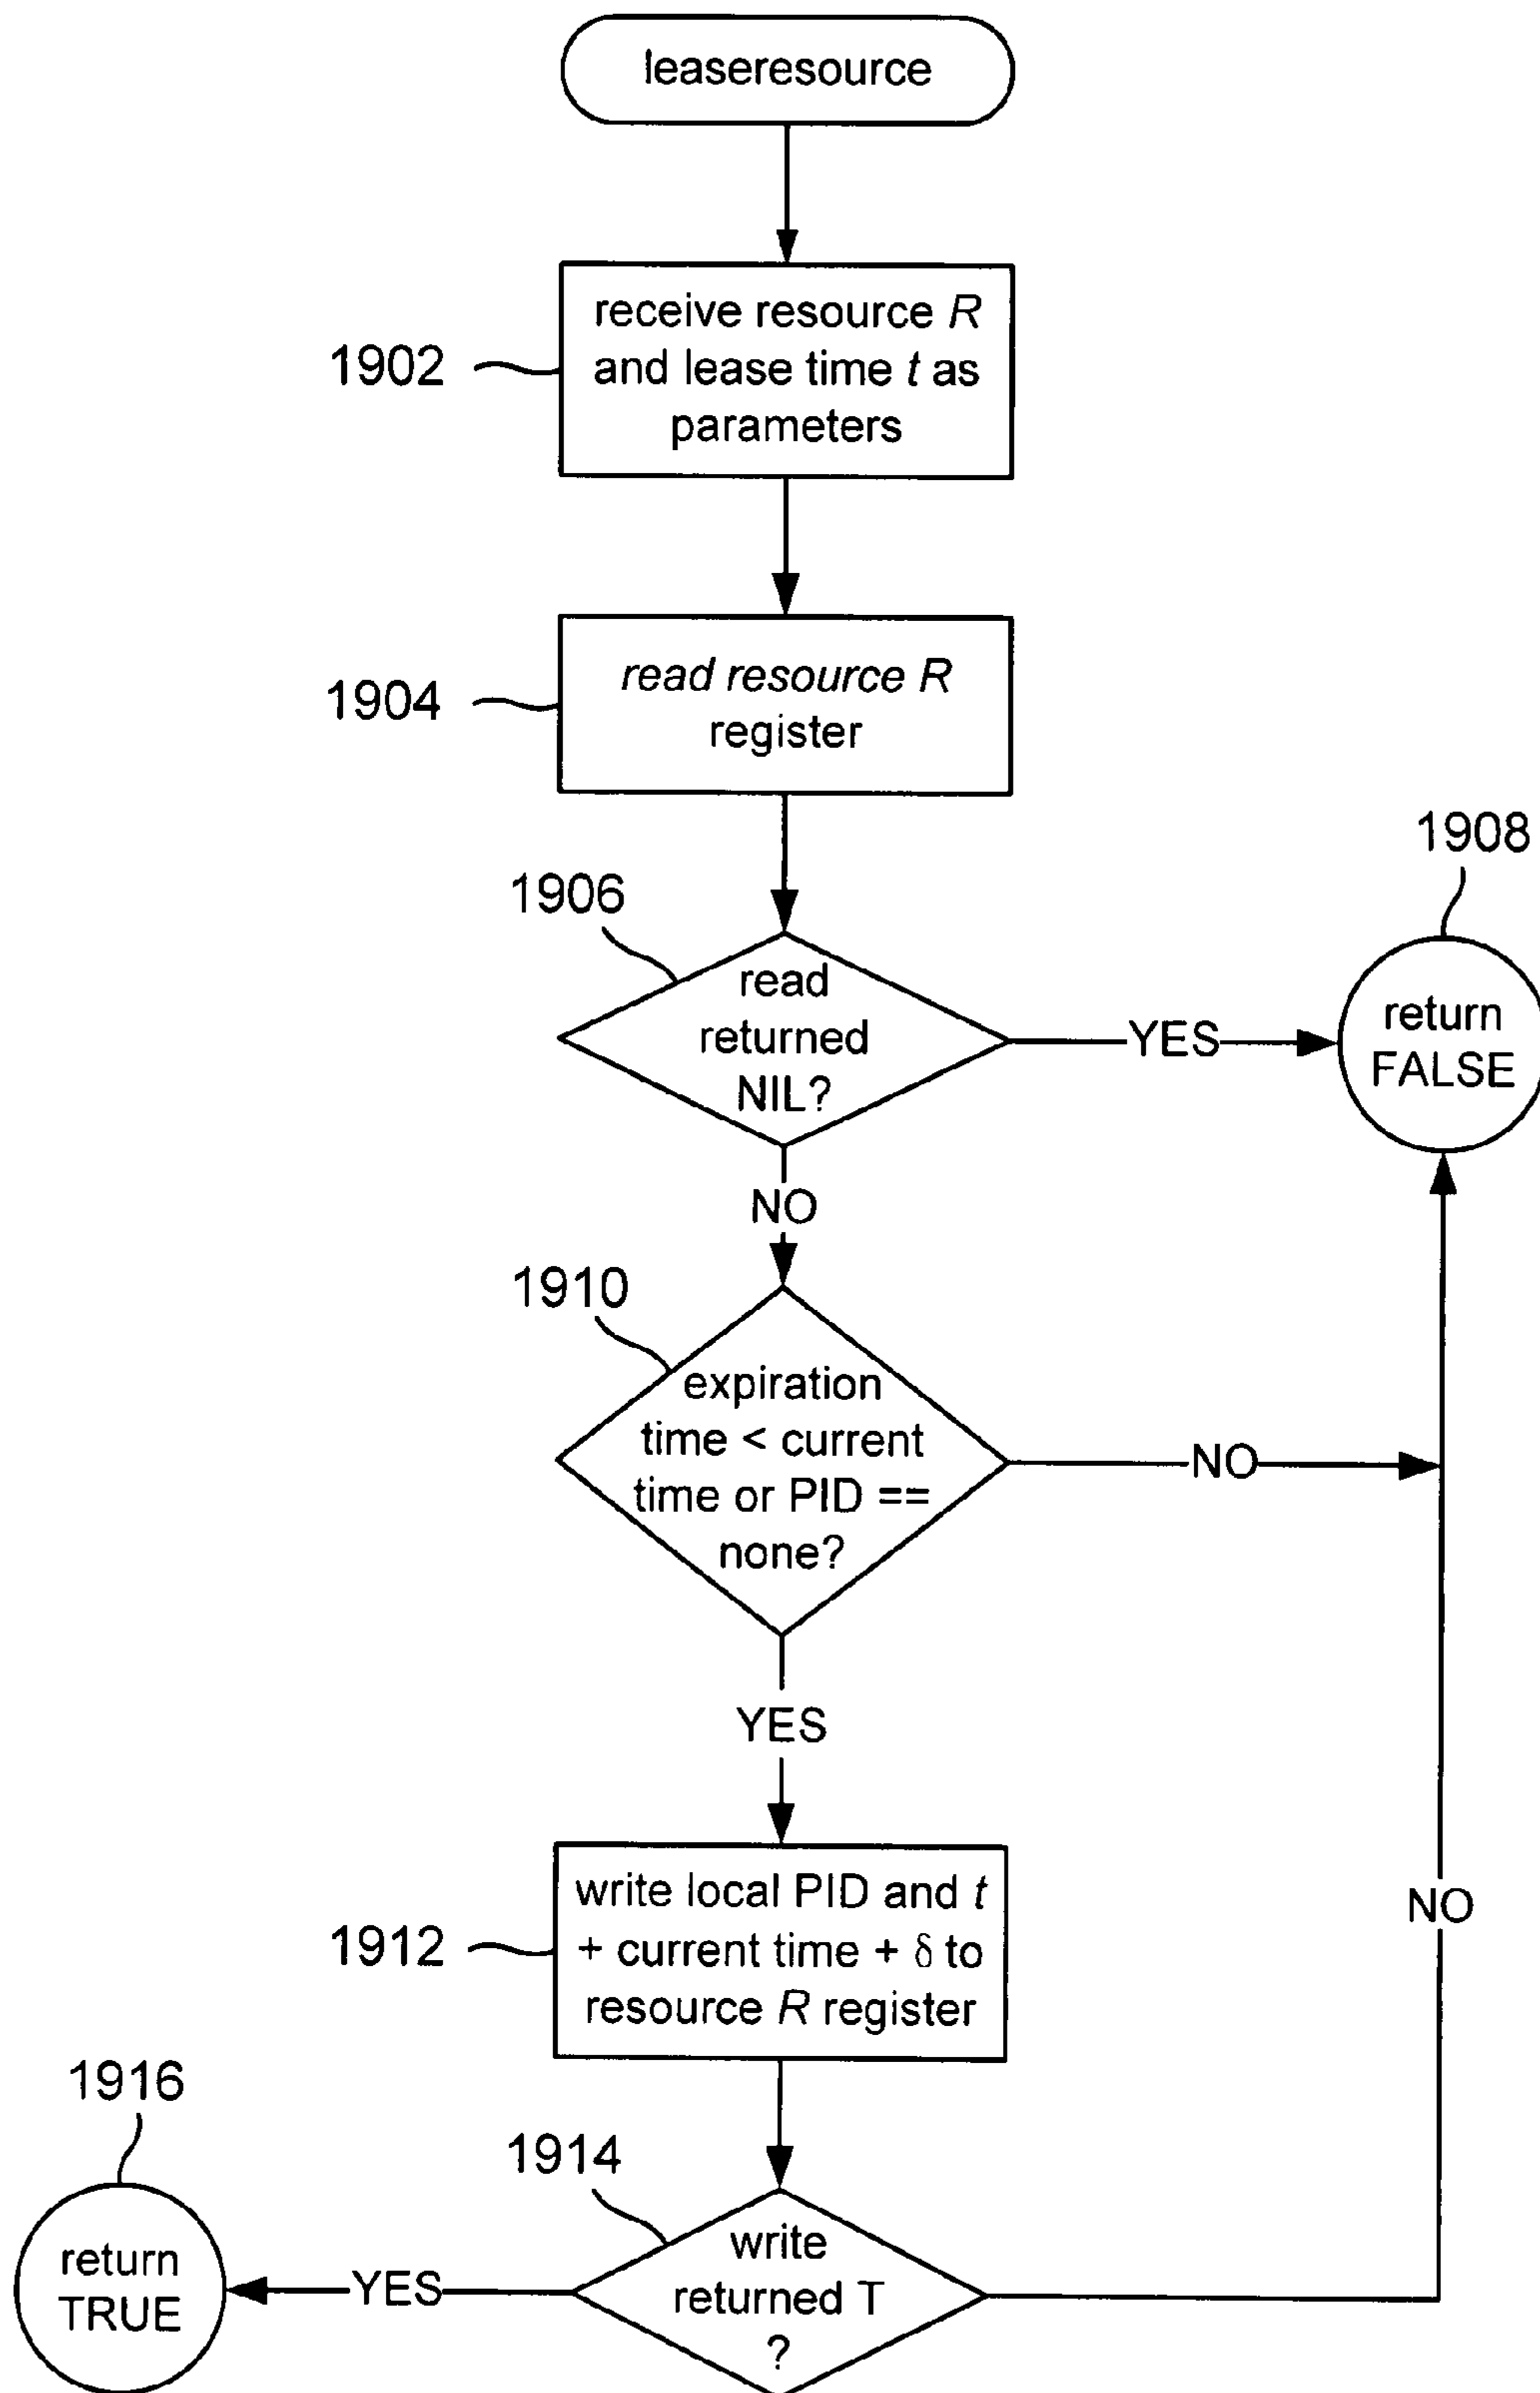 leaseresource
receive resource R
1902
and lease time t as
parameters
read resource R
1904
register
1908
1906
read
returned
NIL?
YES
return
FALSE
NO
1910
expiration
time < current
time or PID ==
none?
NO
YES
write local PID and t
1912
+ current time + δ to
resource R register
NO
1916
1914
write
returned T
?
YES
return
TRUE
NO